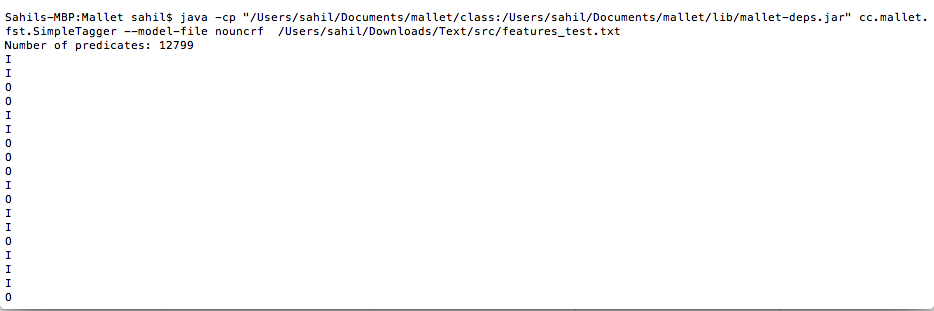 Sahils-MBP:Mallet sahil$ java -cp "/Users/sahil/Documents/mallet/class:/Users/sahil/Documents/mallet/lib/mallet-deps.jar" cc.mallet.
fst.SimpleTagger --model-file nouncrf  /Users/sahil/Downloads/Text/src/features_test.txt
Number of predicates: 12799
I
I
O
O
I
I
O
O
O
I
O
I
I
O
I
I
I
O